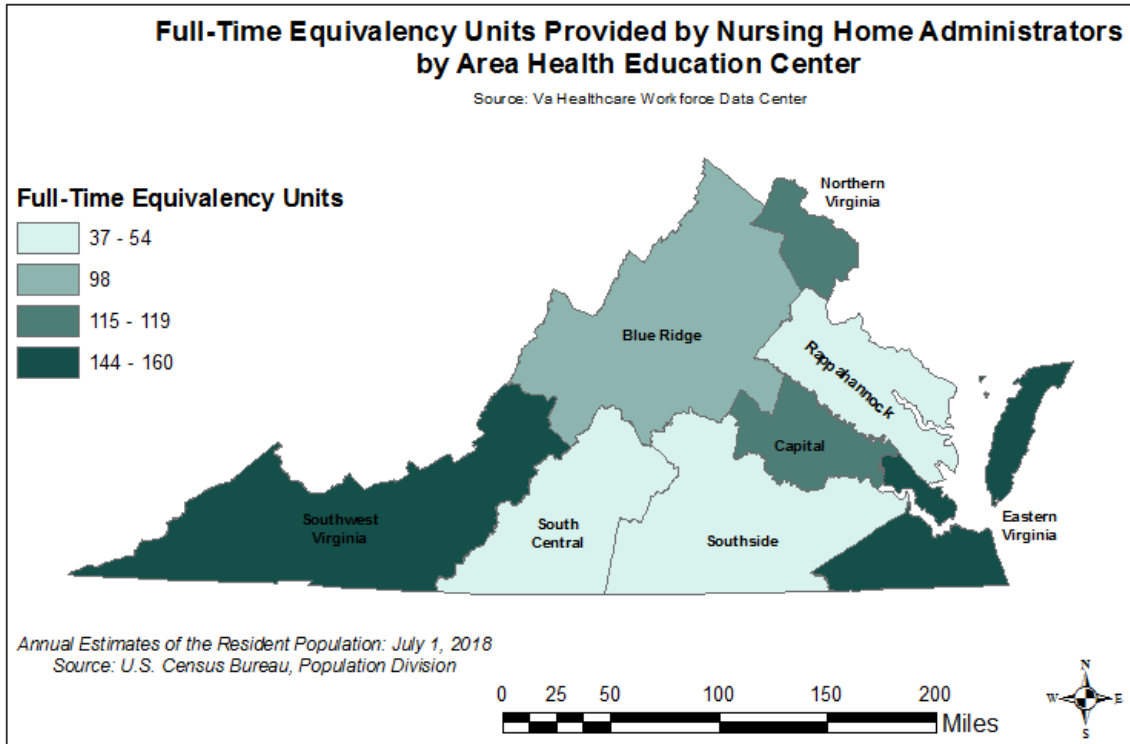 Full-Time Equivalency Units Provided by Nursing Home Administrators
by Area Health Education Center
Source: Va Healthcare Workforce Data Center
Full-Time Equivalency Units
37 - 54
98
115 - 119
144 - 160
Northern
Virginia
Blue Ridge
Rappahannock
Capital
Southwest
Virginia
South
Central
Southside
Eastern
Virginia
Annual Estimates of the Resident Population: July 1, 2018
Source: U.S. Census Bureau, Population Division
0 25 50 100 150 200
Miles
N
W E
S